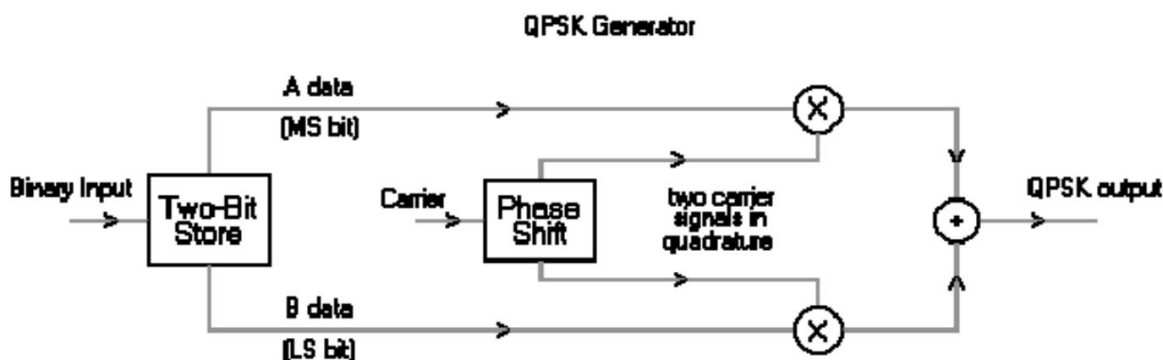 QPSK Generator
A data
(MS bit)
Binary Input
Two-Bit
Store
Carrier
Phase
Shift
two carrier
signals in
quadrature
QPSK output
B data
(LS bit)